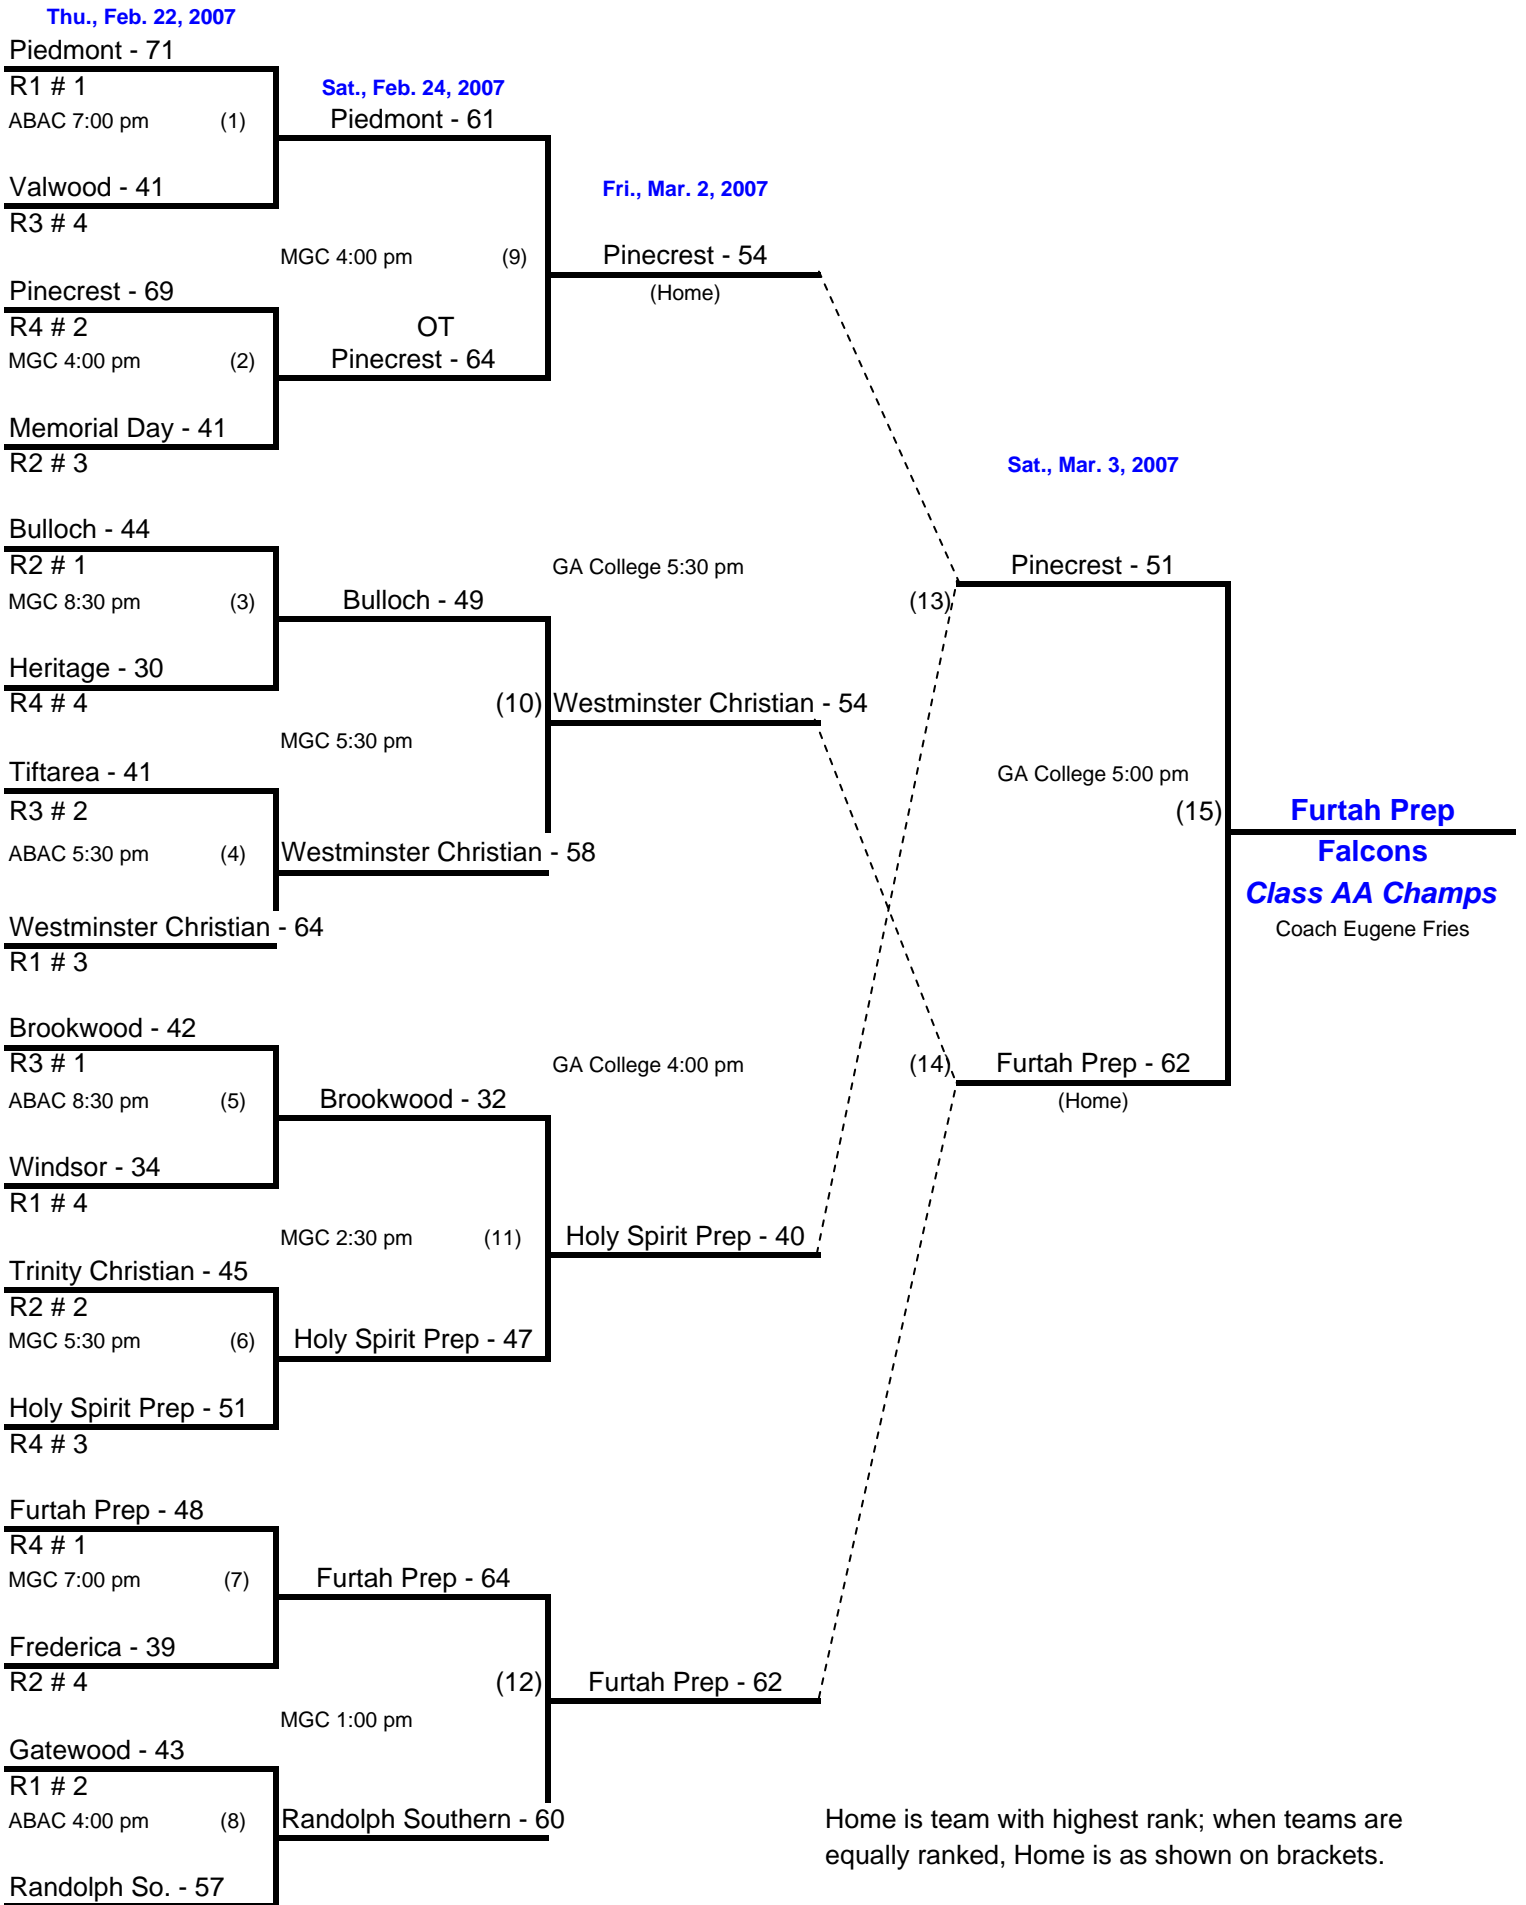 Thu., Feb. 22, 2007
Piedmont - 71
R1 # 1
ABAC 7:00 pm (1)
Valwood - 41
R3 # 4
Pinecrest - 69
R4 # 2
MGC 4:00 pm (2)
Memorial Day - 41
R2 # 3
Bulloch - 44
R2 # 1
MGC 8:30 pm (3)
Heritage - 30
R4 # 4
Tiftarea - 41
R3 # 2
ABAC 5:30 pm (4)
Westminster Christian - 64
R1 # 3
Brookwood - 42
R3 # 1
ABAC 8:30 pm (5)
Windsor - 34
R1 # 4
Trinity Christian - 45
R2 # 2
MGC 5:30 pm (6)
Holy Spirit Prep - 51
R4 # 3
Furtah Prep - 48
R4 # 1
MGC 7:00 pm (7)
Frederica - 39
R2 # 4
Gatewood - 43
R1 # 2
ABAC 4:00 pm (8)
Randolph So. - 57
Sat., Feb. 24, 2007
Piedmont - 61
MGC 4:00 pm (9)
OT
Pinecrest - 64
Bulloch - 49
(10)
MGC 5:30 pm
Westminster Christian - 58
Brookwood - 32
MGC 2:30 pm (11)
Holy Spirit Prep - 47
Furtah Prep - 64
(12)
MGC 1:00 pm
Randolph Southern - 60
Fri., Mar. 2, 2007
Pinecrest - 54
(Home)
GA College 5:30 pm
(13)
Westminster Christian - 54
GA College 4:00 pm
(14)
Holy Spirit Prep - 40
Furtah Prep - 62
Sat., Mar. 3, 2007
Pinecrest - 51
GA College 5:00 pm
(15)
Furtah Prep - 62
(Home)
Furtah Prep
Falcons
Class AA Champs
Coach Eugene Fries
Home is team with highest rank; when teams are
equally ranked, Home is as shown on brackets.